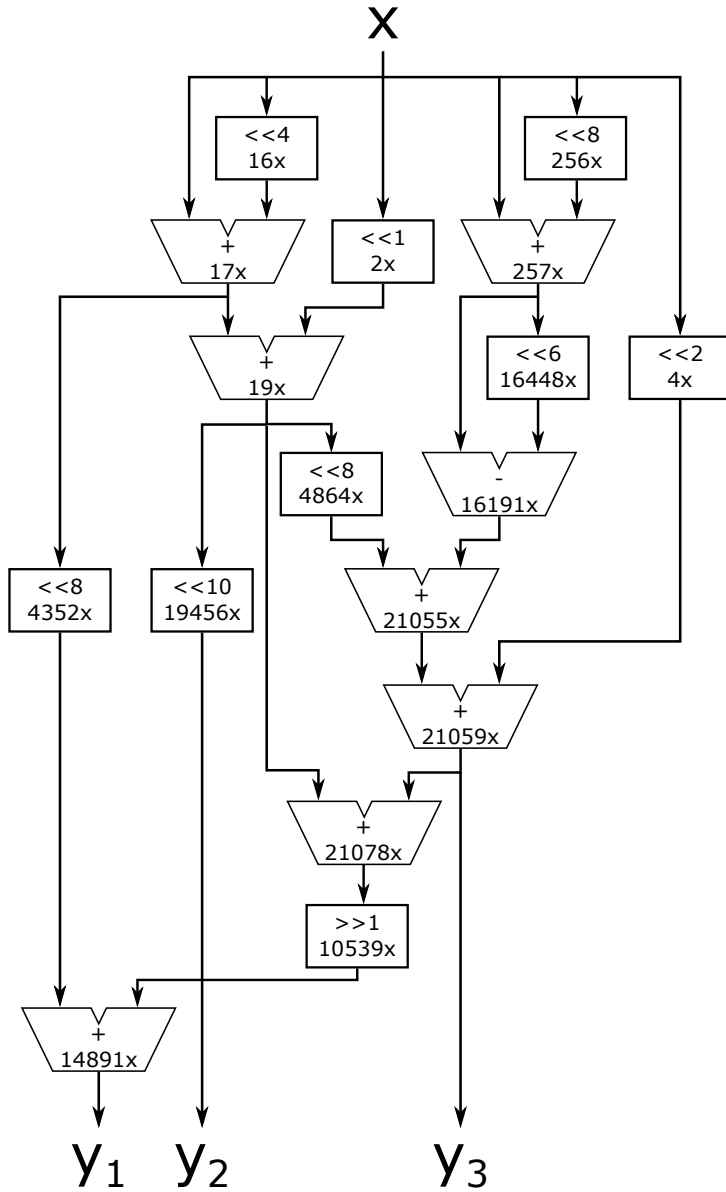 x
<<4
16x
<<8
256x
+
17x
<<1
2x
+
257x
+
19x
<<6
16448x
<<2
4x
<<8
4864x
-
16191x
<<8
4352x
<<10
19456x
+
21055x
+
21059x
+
21078x
>>1
10539x
+
14891x
y1
y2
y3